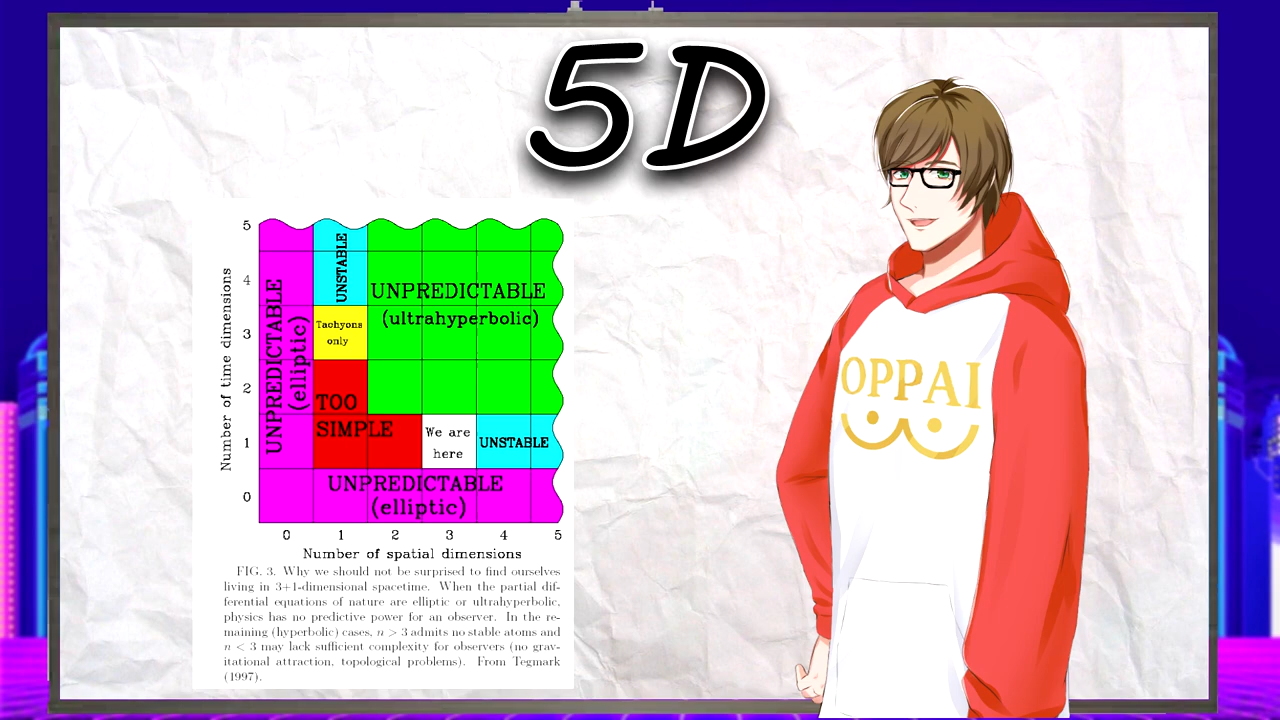 5D
5
4
3
2
1
0
Number of time dimensions
UNPREDICTABLE
(elliptic)
UNSTABLE
UNPREDICTABLE
(ultrahyperbolic)
Tachyons
only
TOO
SIMPLE
We are
here
UNSTABLE
UNPREDICTABLE
(elliptic)
0 1 2 3 4 5
Number of spatial dimensions
FIG. 3. Why we should not be surprised to find ourselves
living in 3+1-dimensional spacetime. When the partial dif-
ferential equations of nature are elliptic or ultrahyperbolic,
physics has no predictive power for an observer. In the re-
maining (hyperbolic) cases, n > 3 admits no stable atoms and
n < 3 may lack sufficient complexity for observers (no grav-
itational attraction, topological problems). From Tegmark
(1997).
OPPAI